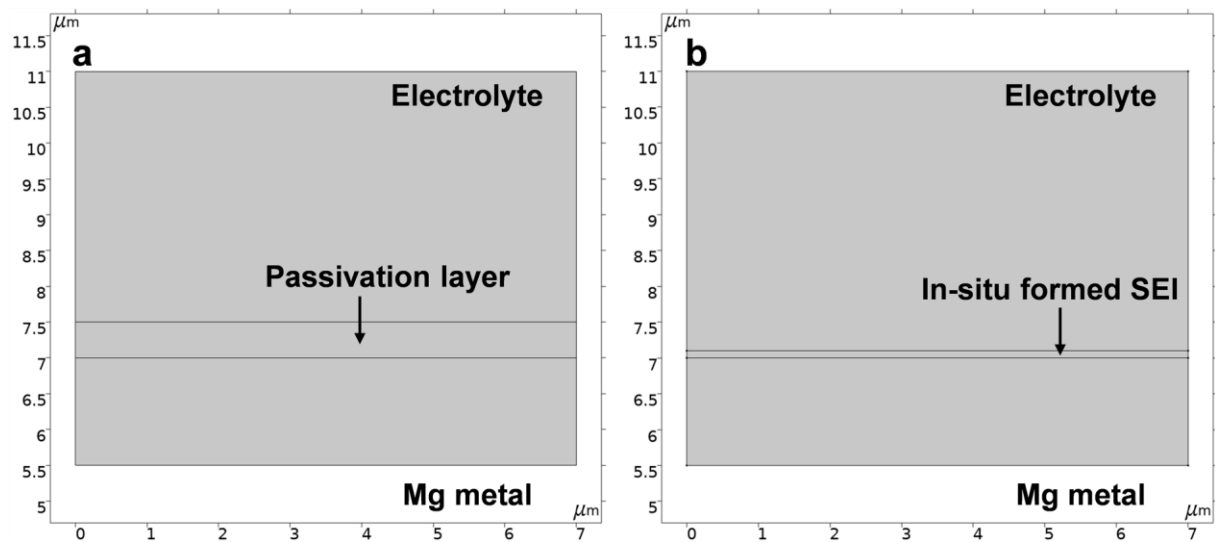 μm
11.5
a
11
Electrolyte
10.5
10
9.5
9
8.5
Passivation layer
8
7.5
7
6.5
6
5.5
Mg metal
5
μm
0 1 2 3 4 5 6 7
μm
11.5
b
11
Electrolyte
10.5
10
9.5
9
8.5
8
In-situ formed SEI
7.5
7
6.5
6
5.5
Mg metal
5
μm
0 1 2 3 4 5 6 7